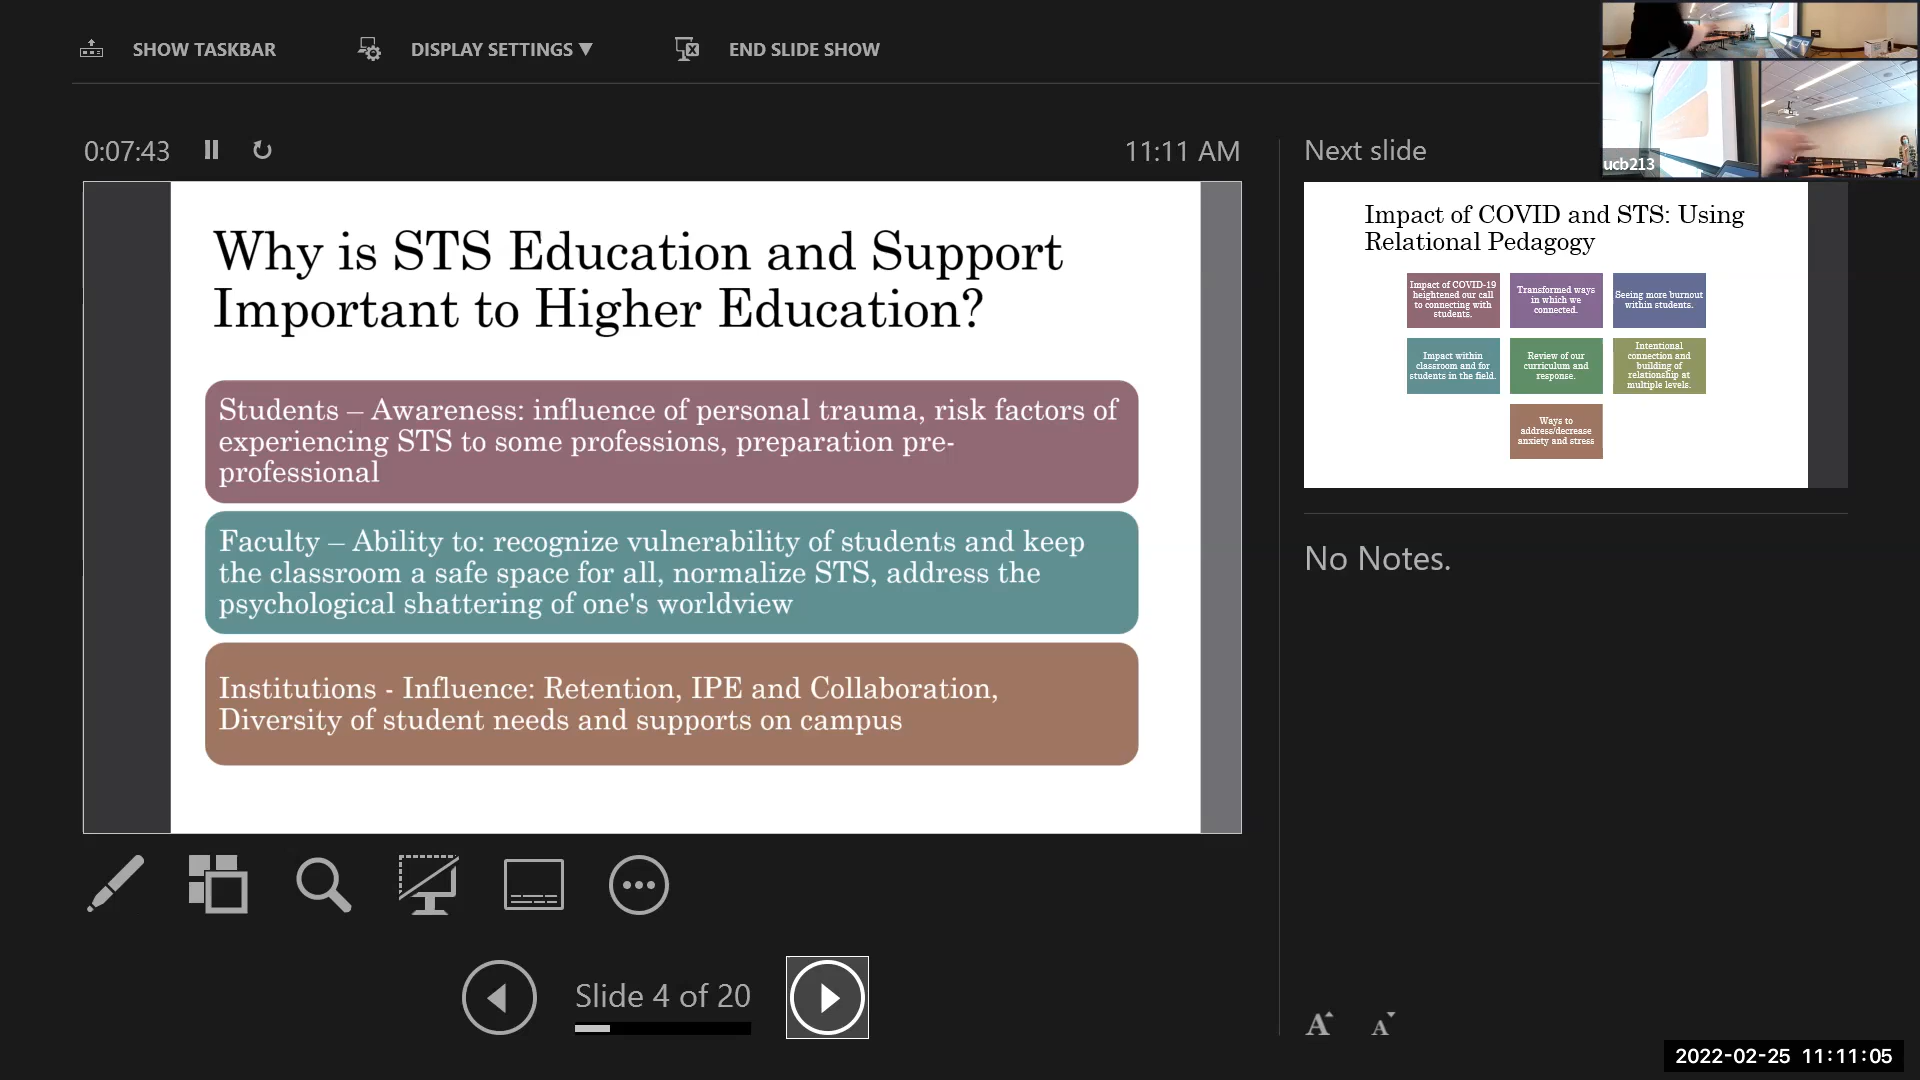 SHOW TASKBAR
DISPLAY SETTINGS ▼
END SLIDE SHOW
ucb213
0:07:43
11:11 AM
Next slide
Why is STS Education and Support
Important to Higher Education?
Students – Awareness: influence of personal trauma, risk factors of
experiencing STS to some professions, preparation pre-
professional
Faculty – Ability to: recognize vulnerability of students and keep
the classroom a safe space for all, normalize STS, address the
psychological shattering of one's worldview
Institutions - Influence: Retention, IPE and Collaboration,
Diversity of student needs and supports on campus
Impact of COVID and STS: Using
Relational Pedagogy
Impact of COVID-19
heightened our call
to connecting with
students.
Transformed ways
in which we
connected.
Seeing more burnout
within students.
Impact within
classroom and for
students in the field.
Review of our
curriculum and
response.
Intentional
connection and
building of
relationship at
multiple levels.
Ways to
address/decrease
anxiety and stress
No Notes.
Slide 4 of 20
A A
2022-02-25 11:11:05